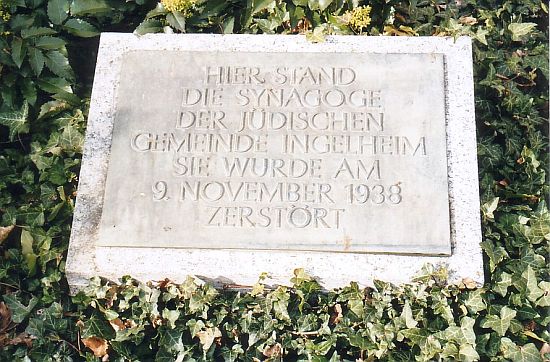 HIER STAND
DIE SYNAGOGE
DER JÜDISCHEN
GEMEINDE INGELHEIM
SIE WURDE AM
9. NOVEMBER 1938
ZERSTÖRT